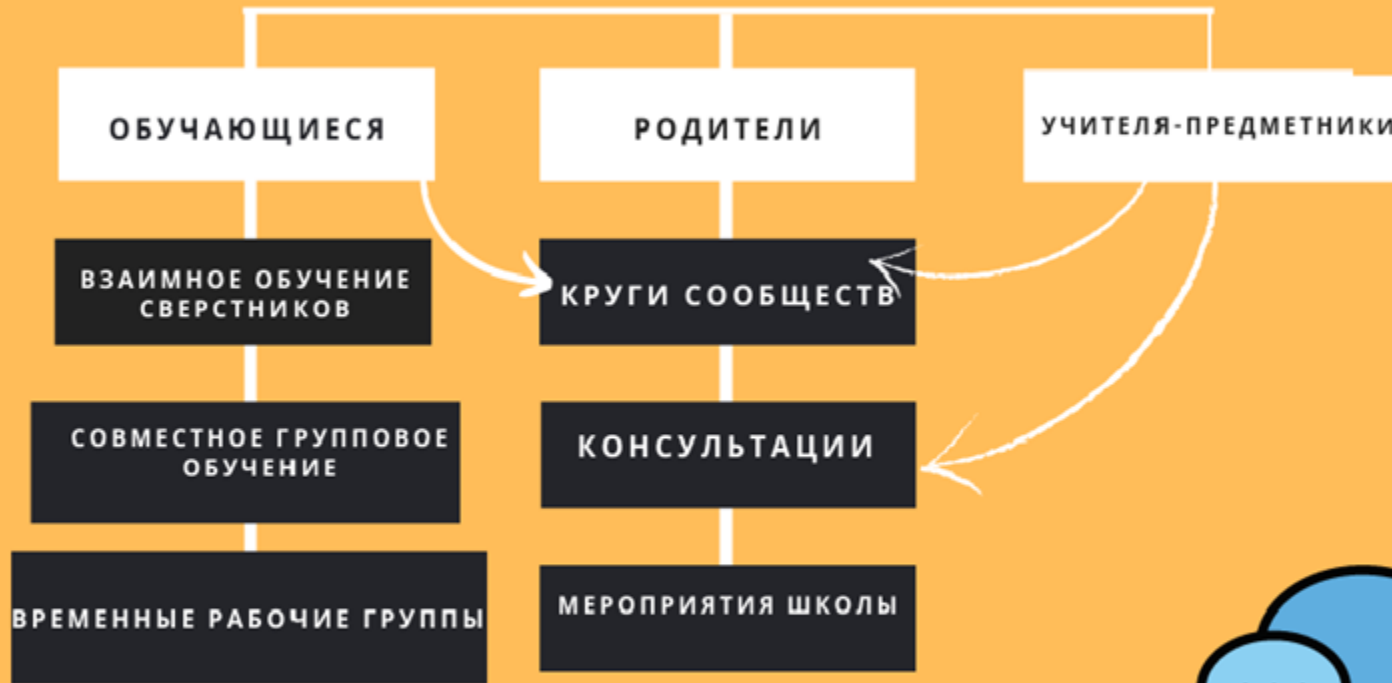 ОБУЧАЮЩИЕСЯ
РОДИТЕЛИ
УЧИТЕЛЯ-ПРЕДМЕТНИКИ
ВЗАИМНОЕ ОБУЧЕНИЕ
СВЕРСТНИКОВ
КРУГИ СООБЩЕСТВ
СОВМЕСТНОЕ ГРУППОВОЕ
ОБУЧЕНИЕ
КОНСУЛЬТАЦИИ
ВРЕМЕННЫЕ РАБОЧИЕ ГРУППЫ
МЕРОПРИЯТИЯ ШКОЛЫ